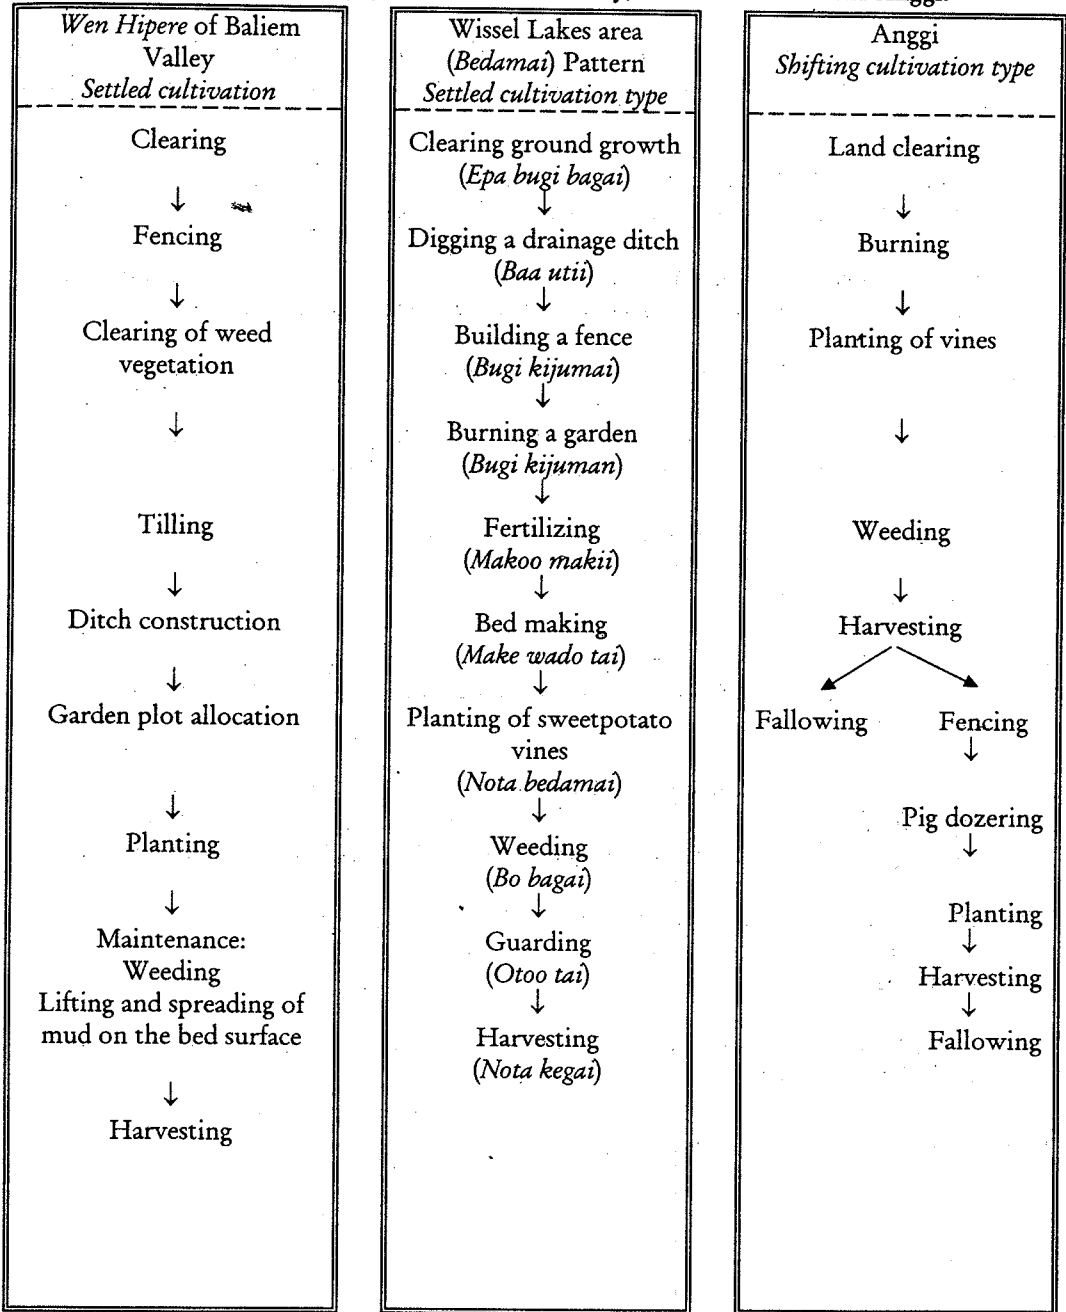 Wen Hipere of Baliem
Valley
Settled cultivation
Clearing
↓
Fencing
↓
Clearing of weed
vegetation
↓
Tilling
↓
Ditch construction
↓
Garden plot allocation
↓
Planting
↓
Maintenance:
Weeding
Lifting and spreading of
mud on the bed surface
↓
Harvesting
Wissel Lakes area
(Bedamai) Pattern
Settled cultivation type
Clearing ground growth
(Epa bugi bagai)
↓
Digging a drainage ditch
(Baa utii)
↓
Building a fence
(Bugi kijumai)
↓
Burning a garden
(Bugi kijuman)
↓
Fertilizing
(Makoo makii)
↓
Bed making
(Make wado tai)
↓
Planting of sweetpotato
vines
(Nota bedamai)
↓
Weeding
(Bo bagai)
↓
Guarding
(Otoo tai)
↓
Harvesting
(Nota kegai)
Anggi
Shifting cultivation type
Land clearing
↓
Burning
↓
Planting of vines
↓
Weeding
↓
Harvesting
Fallowing Fencing
↓
Pig dozering
↓
Planting
↓
Harvesting
↓
Fallowing